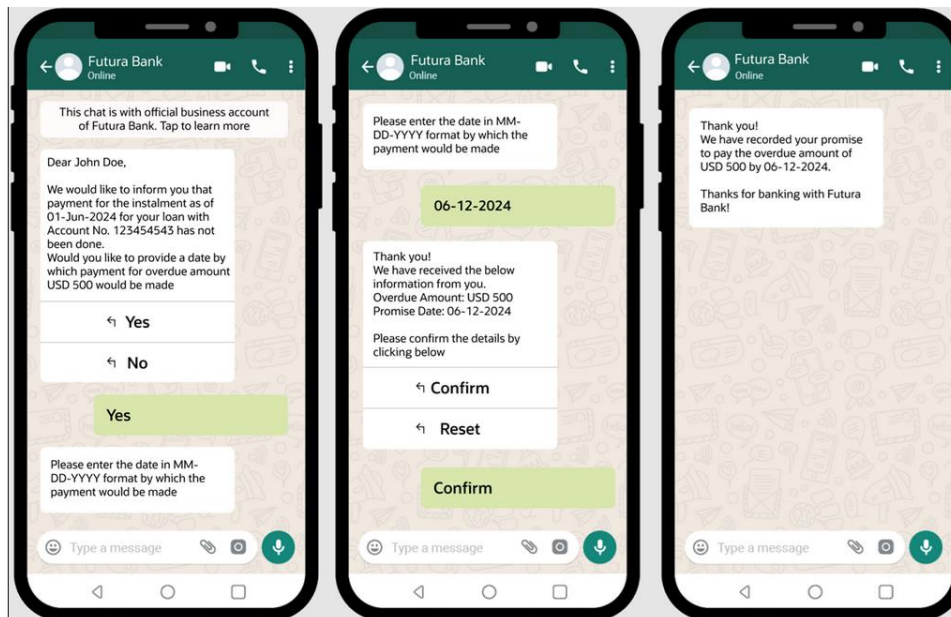 Futura Bank
Online
This chat is with official business account
of Futura Bank. Tap to learn more
Dear John Doe,
We would like to inform you that
payment for the instalment as of
01-Jun-2024 for your loan with
Account No. 123454543 has not
been done.
Would you like to provide a date by
which payment for overdue amount
USD 500 would be made
Yes
No
Yes
Please enter the date in MM-
DD-YYYY format by which the
payment would be made
Type a message
Futura Bank
Online
Please enter the date in MM-
DD-YYYY format by which the
payment would be made
06-12-2024
Thank you!
We have received the below
information from you.
Overdue Amount: USD 500
Promise Date: 06-12-2024
Please confirm the details by
clicking below
Confirm
Reset
Confirm
Type a message
Futura Bank
Online
Thank you!
We have recorded your promise
to pay the overdue amount of
USD 500 by 06-12-2024.
Thanks for banking with Futura
Bank!
Type a message